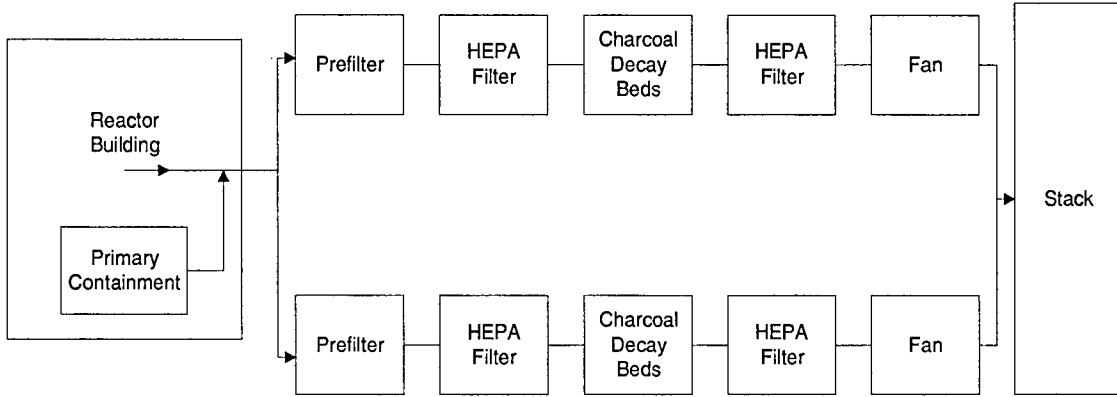 Reactor
Building
Primary
Containment
Prefilter
HEPA
Filter
Charcoal
Decay
Beds
HEPA
Filter
Fan
Prefilter
HEPA
Filter
Charcoal
Decay
Beds
HEPA
Filter
Fan
Stack